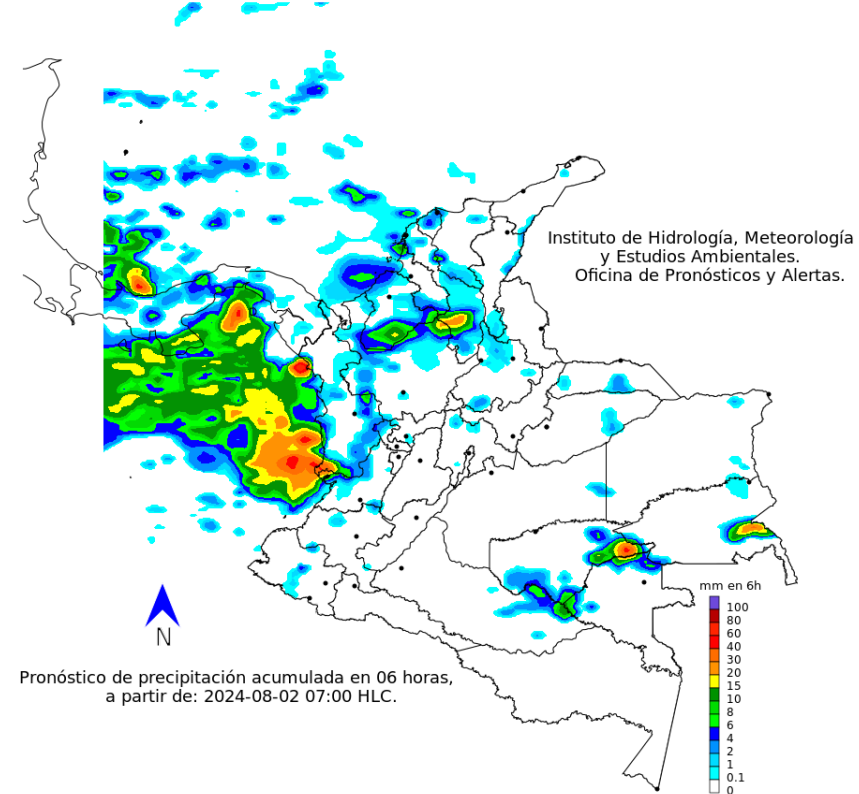 Instituto de Hidrología, Meteorología
y Estudios Ambientales.
Oficina de Pronósticos y Alertas.
N
mm en 6h
100
80
60
40
30
20
15
10
8
6
4
2
1
0.1
0
Pronóstico de precipitación acumulada en 06 horas,
a partir de: 2024-08-02 07:00 HLC.